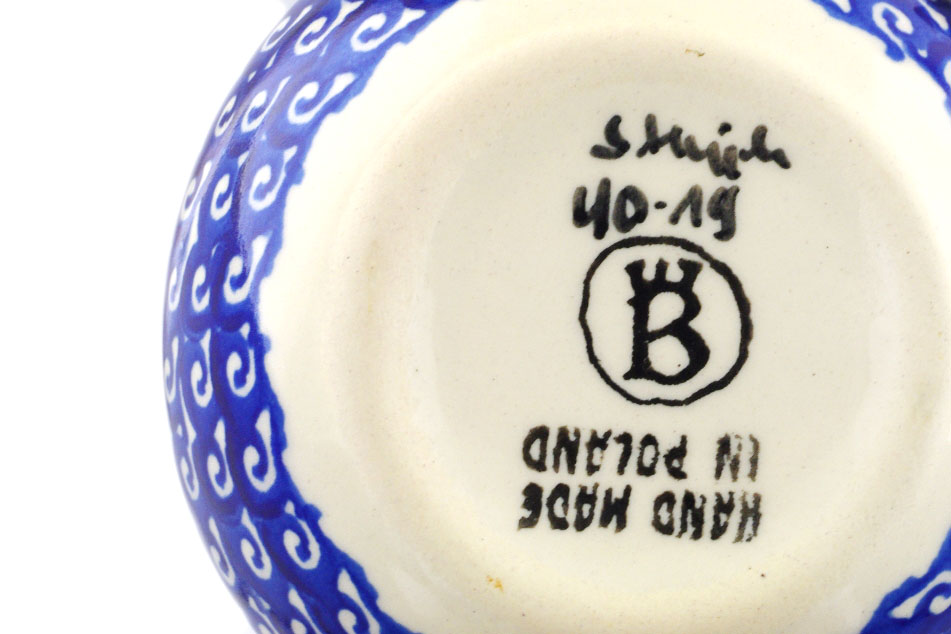 40-19
B
HAND MADE
IN POLAND